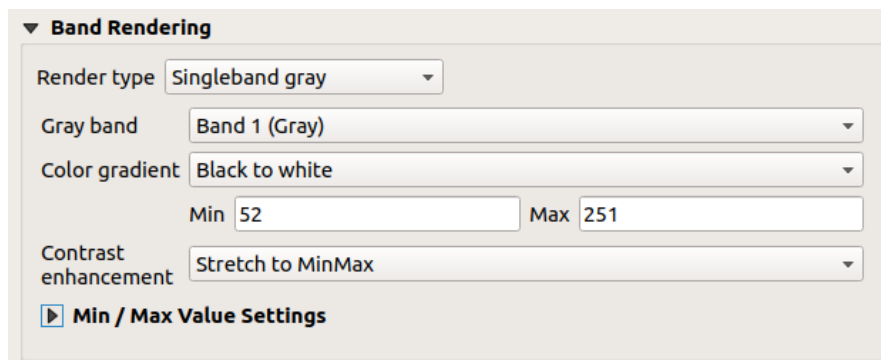 Band Rendering
Render type Singleband gray
Gray band Band 1 (Gray)
Color gradient Black to white
Min 52 Max 251
Contrast
enhancement Stretch to MinMax
Min / Max Value Settings